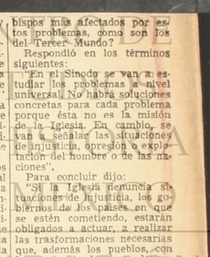 bispos más afectados por es-
tos problemas, como son los
del Tercer Mundo?
Respondió en los términos
siguientes:
"En el Sínodo se van a es-
tudiar los problemas a nivel
universal. No habrá soluciones
concretas para cada problema
porque ésta no es la misión
de la Iglesia. En cambio, se
van a señalar las situaciones
de injusticia, opresión o explo-
tación del hombre o de las na-
ciones".
Para concluir dijo:
"Si la Iglesia denuncia si-
tuaciones de injusticia, los go-
biernos de los países en que
se estén cometiendo, estarán
obligados a actuar, a realizar
las trasformaciones necesarias
que, además los pueblos, con